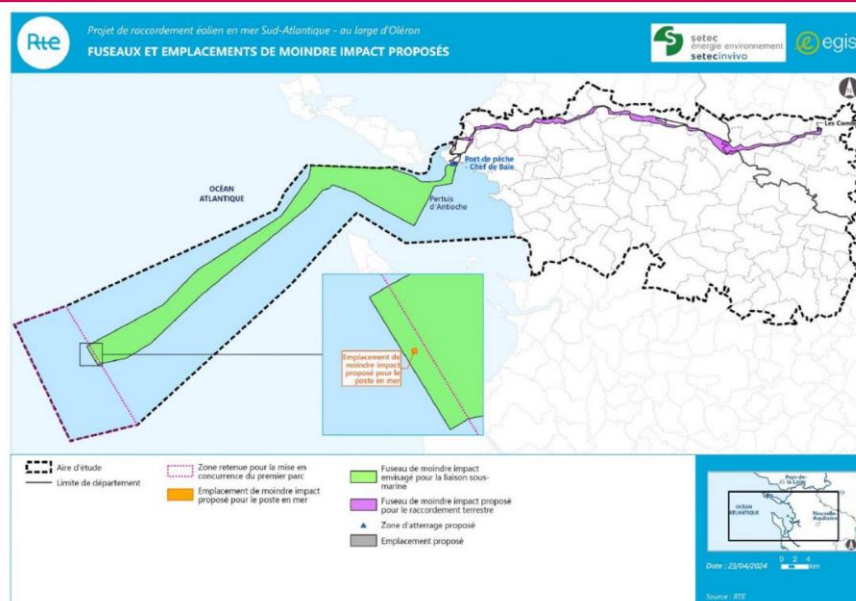 Rte
Projet de raccordement éolien en mer Sud-Atlantique - au large d'Oléron
FUSEAUX ET EMPLACEMENTS DE MOINDRE IMPACT PROPOSÉS
setec
énergie environnement
setecinvivo
egis
OCÉAN
ATLANTIQUE
Port de pêche
- Chef de Baie
Pertuis
d'Antioche
Emplacement de
moindre impact
proposé pour le
poste en mer
Aire d'étude
Limite de département
Zone retenue pour la mise en
concurrence du premier parc
Emplacement de moindre impact
proposé pour le poste en mer
Fuseau de moindre impact
envisagé pour la liaison sous-
marine
Fuseau de moindre impact proposé
pour le raccordement terrestre
Zone d'atterrage proposé
Emplacement proposé
OCÉAN
ATLANTIQUE
Nouvelle-
Aquitaine
Date : 23/04/2024
0 2 4
km
Source : RTE